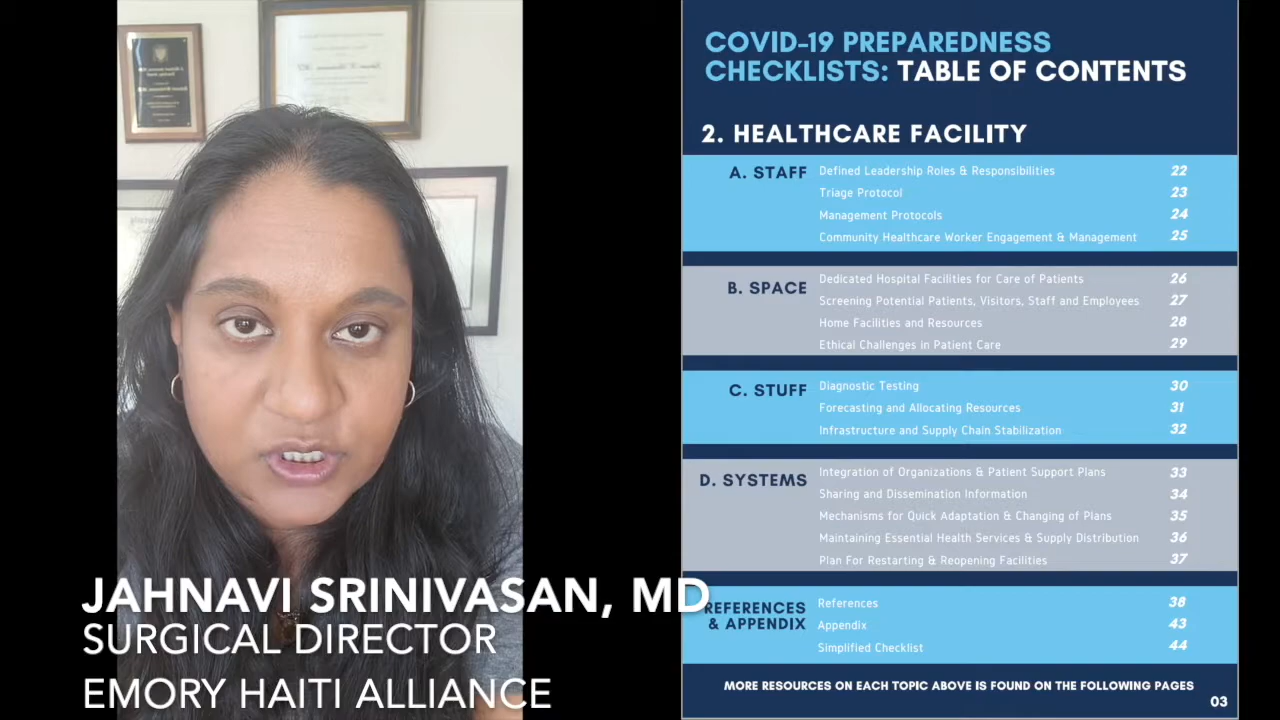 COVID-19 PREPAREDNESS
CHECKLISTS: TABLE OF CONTENTS
2. HEALTHCARE FACILITY
A. STAFF
Defined Leadership Roles & Responsibilities 22
Triage Protocol 23
Management Protocols 24
Community Healthcare Worker Engagement & Management 25
B. SPACE
Dedicated Hospital Facilities for Care of Patients 26
Screening Potential Patients, Visitors, Staff and Employees 27
Home Facilities and Resources 28
Ethical Challenges in Patient Care 29
C. STUFF
Diagnostic Testing 30
Forecasting and Allocating Resources 31
Infrastructure and Supply Chain Stabilization 32
D. SYSTEMS
Integration of Organizations & Patient Support Plans 33
Sharing and Dissemination Information 34
Mechanisms for Quick Adaptation & Changing of Plans 35
Maintaining Essential Health Services & Supply Distribution 36
Plan For Restarting & Reopening Facilities 37
REFERENCES
& APPENDIX
References 38
Appendix 43
Simplified Checklist 44
MORE RESOURCES ON EACH TOPIC ABOVE IS FOUND ON THE FOLLOWING PAGES
03
JAHNAVI SRINIVASAN, MD
SURGICAL DIRECTOR
EMORY HAITI ALLIANCE